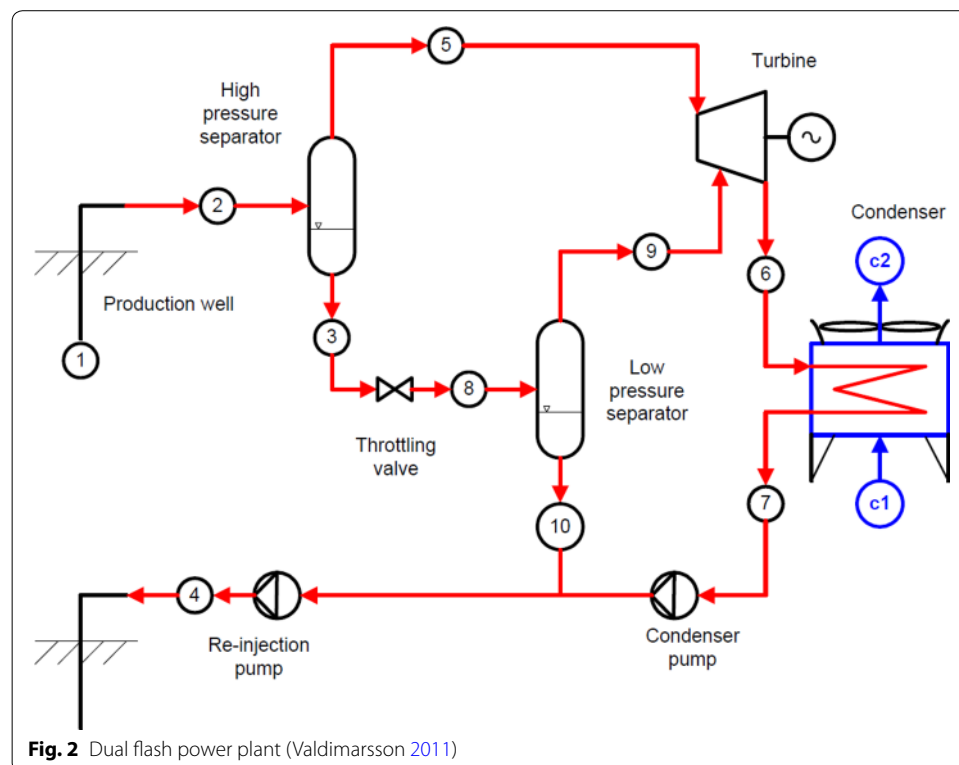 5
Turbine
High
pressure
separator
2
Condenser
9
c2
6
Production well
3
1
8
Low
pressure
separator
Throttling
valve
7
c1
10
4
Re-injection
pump
Condenser
pump
Fig. 2 Dual flash power plant (Valdimarsson 2011)